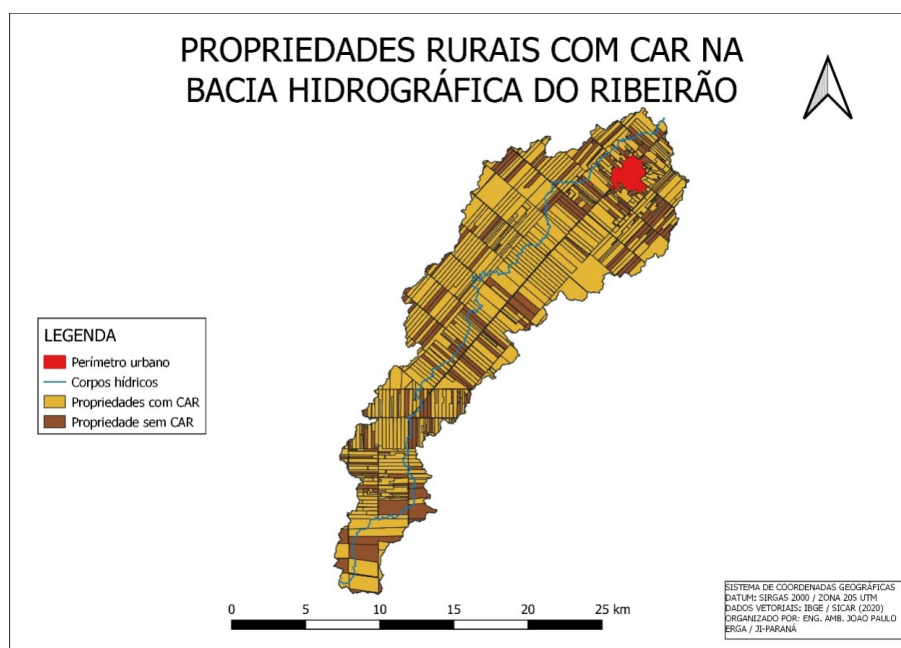 PROPRIEDADES RURAIS COM CAR NA
BACIA HIDROGRÁFICA DO RIBEIRÃO
LEGENDA
Perímetro urbano
Corpos hídricos
Propriedades com CAR
Propriedade sem CAR
0 5 10 15 20 25 km
SISTEMA DE COORDENADAS GEOGRÁFICAS
DATUM: SIRGAS 2000 / ZONA 20S UTM
DADOS VETORIAIS: IBGE / SICAR (2020)
ORGANIZADO POR: ENG. AMB. JOAO PAULO
ERGA / JI-PARANÁ